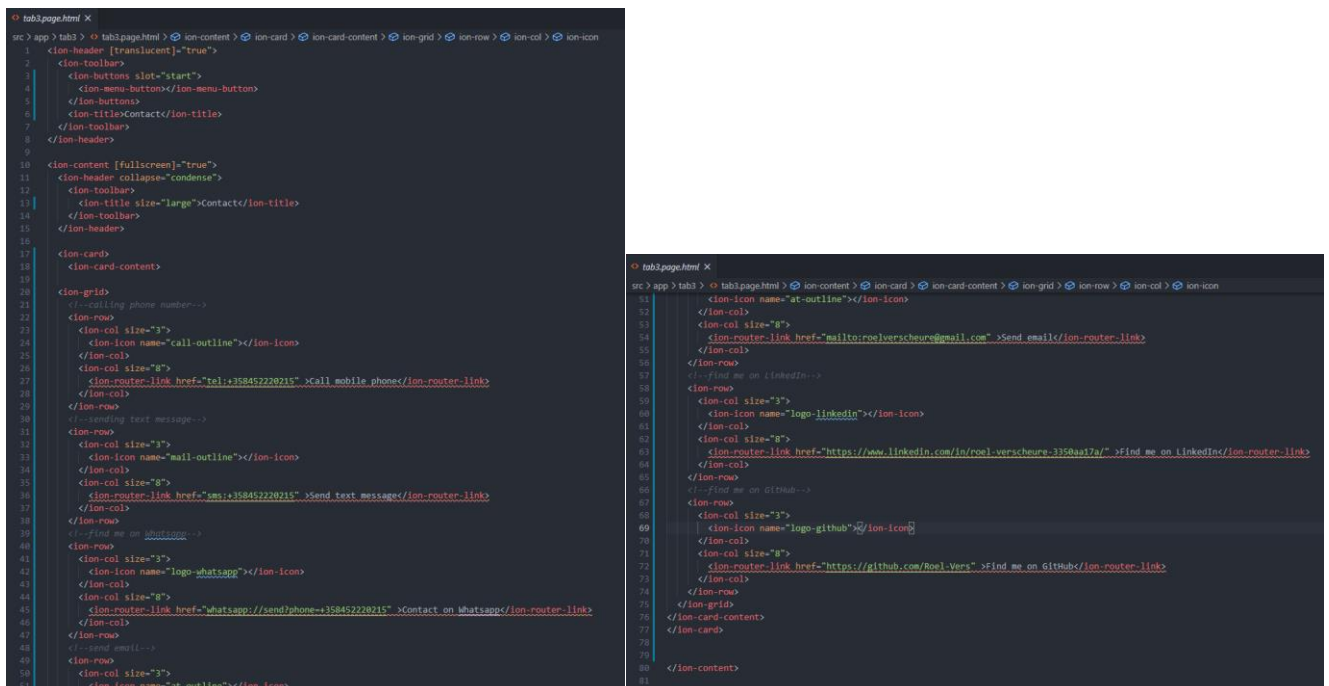 tab3.page.html ×
src > app > tab3 > tab3.page.html > ion-content > ion-card > ion-card-content > ion-grid > ion-row > ion-col > ion-icon
1 <ion-header [translucent]="true">
2 <ion-toolbar>
3 <ion-buttons slot="start">
4 <ion-menu-button></ion-menu-button>
5 </ion-buttons>
6 <ion-title>Contact</ion-title>
7 </ion-toolbar>
8 </ion-header>
9
10 <ion-content [fullscreen]="true">
11 <ion-header collapse="condense">
12 <ion-toolbar>
13 <ion-title size="large">Contact</ion-title>
14 </ion-toolbar>
15 </ion-header>
16
17 <ion-card>
18 <ion-card-content>
19
20 <ion-grid>
21 <!--calling phone number-->
22 <ion-row>
23 <ion-col size="3">
24 <ion-icon name="call-outline"></ion-icon>
25 </ion-col>
26 <ion-col size="8">
27 <ion-router-link href="tel:+358452220215" >Call mobile phone</ion-router-link>
28 </ion-col>
29 </ion-row>
30 <!--sending text message-->
31 <ion-row>
32 <ion-col size="3">
33 <ion-icon name="mail-outline"></ion-icon>
34 </ion-col>
35 <ion-col size="8">
36 <ion-router-link href="sms:+358452220215" >Send text message</ion-router-link>
37 </ion-col>
38 </ion-row>
39 <!--find me on whatsapp-->
40 <ion-row>
41 <ion-col size="3">
42 <ion-icon name="logo-whatsapp"></ion-icon>
43 </ion-col>
44 <ion-col size="8">
45 <ion-router-link href="whatsapp://send?phone=+358452220215" >Contact on Whatsapp</ion-router-link>
46 </ion-col>
47 </ion-row>
48 <!--send email-->
49 <ion-row>
50 <ion-col size="3">
51 <ion-icon name="at-outline"></ion-icon>
tab3.page.html ×
src > app > tab3 > tab3.page.html > ion-content > ion-card > ion-card-content > ion-grid > ion-row > ion-col > ion-icon
51 <ion-icon name="at-outline"></ion-icon>
52 </ion-col>
53 <ion-col size="8">
54 <ion-router-link href="mailto:roelverscheure@gmail.com" >Send email</ion-router-link>
55 </ion-col>
56 </ion-row>
57 <!--find me on LinkedIn-->
58 <ion-row>
59 <ion-col size="3">
60 <ion-icon name="logo-linkedin"></ion-icon>
61 </ion-col>
62 <ion-col size="8">
63 <ion-router-link href="https://www.linkedin.com/in/roel-verscheure-3350aa17a/" >Find me on LinkedIn</ion-router-link>
64 </ion-col>
65 </ion-row>
66 <!--find me on GitHub-->
67 <ion-row>
68 <ion-col size="3">
69 <ion-icon name="logo-github"></ion-icon>
70 </ion-col>
71 <ion-col size="8">
72 <ion-router-link href="https://github.com/Roel-Vers" >Find me on GitHub</ion-router-link>
73 </ion-col>
74 </ion-row>
75 </ion-grid>
76 </ion-card-content>
77 </ion-card>
78
79
80 </ion-content>
81